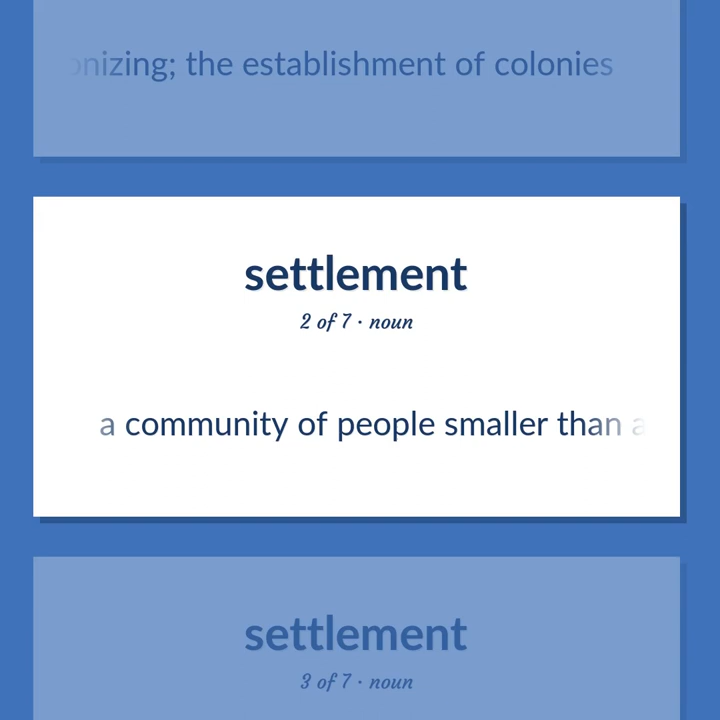 onizing; the establishment of colonies
settlement
2 of 7 · noun
a community of people smaller than a
settlement
3 of 7 · noun